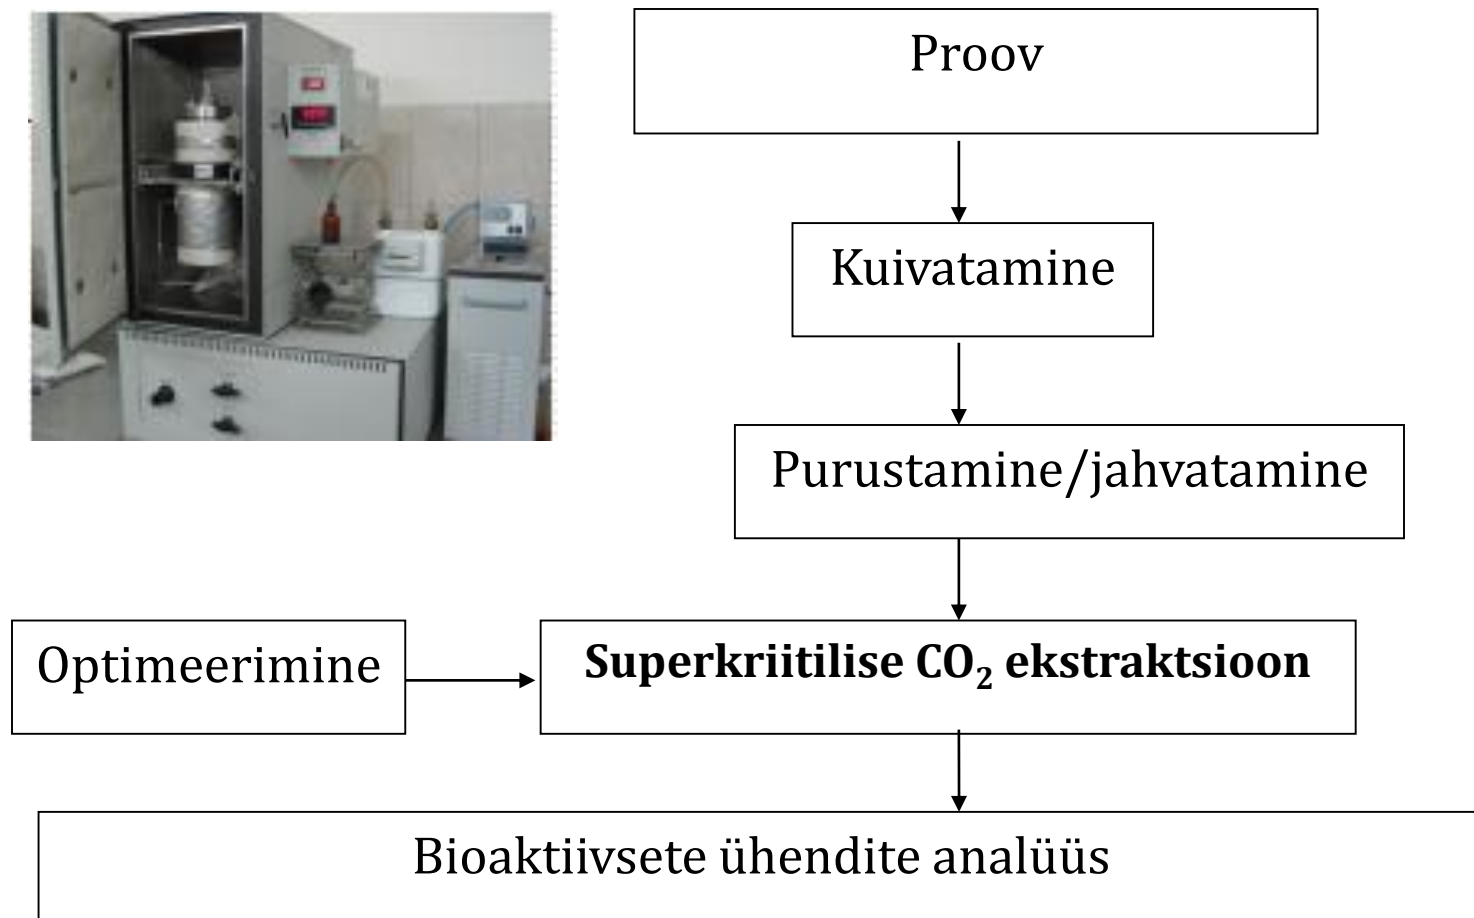 Proov
Kuivatamine
Purustamine/jahvatamine
Optimeerimine
Superkriitilise CO₂ ekstraktsioon
Bioaktiivsete ühendite analüüs